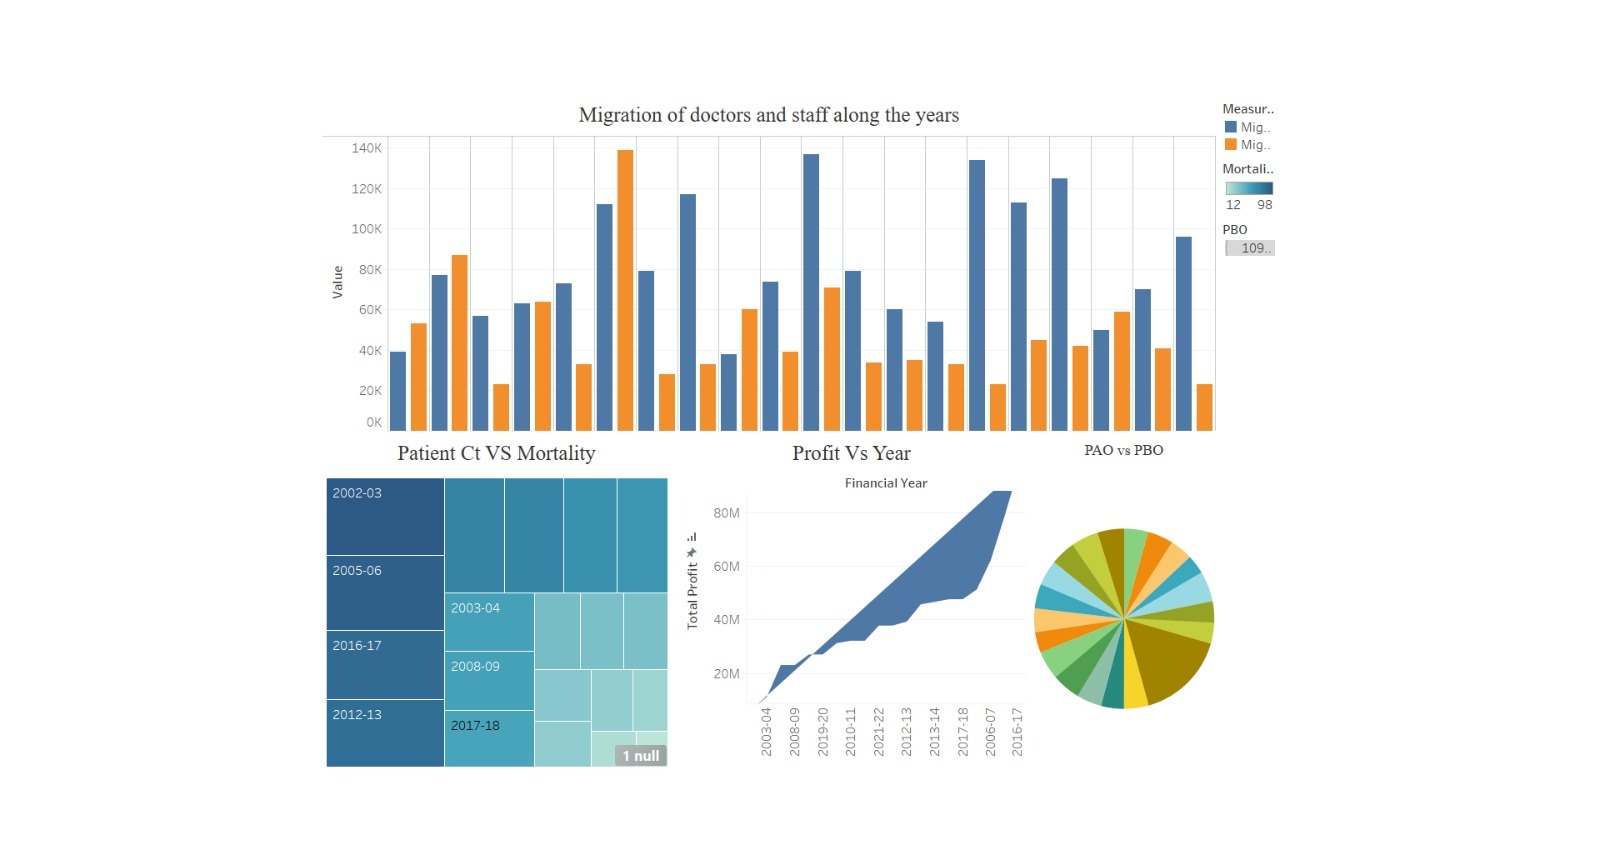 Migration of doctors and staff along the years
Measur..
Mig..
Mig..
Mortali..
12 98
PBO
109..
Value
140K
120K
100K
80K
60K
40K
20K
0K
Patient Ct VS Mortality
2002-03
2005-06
2016-17
2012-13
2003-04
2008-09
2017-18
1 null
Profit Vs Year
Financial Year
Total Profit
80M
60M
40M
20M
2003-04
2008-09
2019-20
2010-11
2021-22
2012-13
2013-14
2017-18
2006-07
2016-17
PAO vs PBO